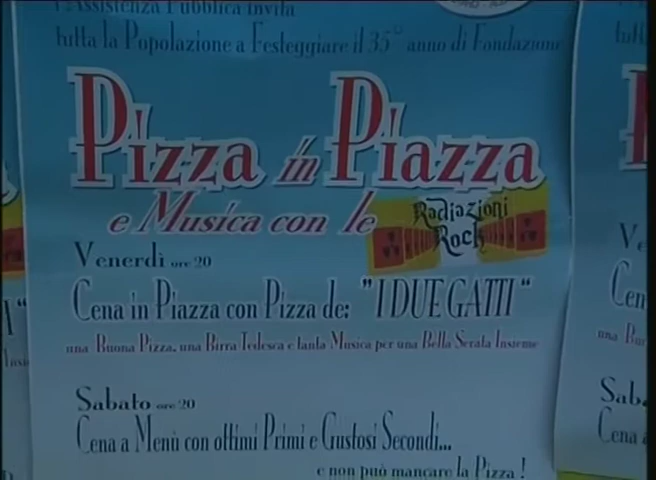 l'Assistenza Pubblica invita
tutta la Popolazione a Festeggiare il 35° anno di Fondazione
Pizza in Piazza
e Musica con le
Radiazioni
Rock
Venerdì ore 20
Cena in Piazza con Pizza de: "I DUE GATTI"
una Buona Pizza, una Birra Tedesca e tanta Musica per una Bella Serata Insieme
Sabato ore 20
Cena a Menù con ottimi Primi e Gustosi Secondi...
e non può mancare la Pizza !